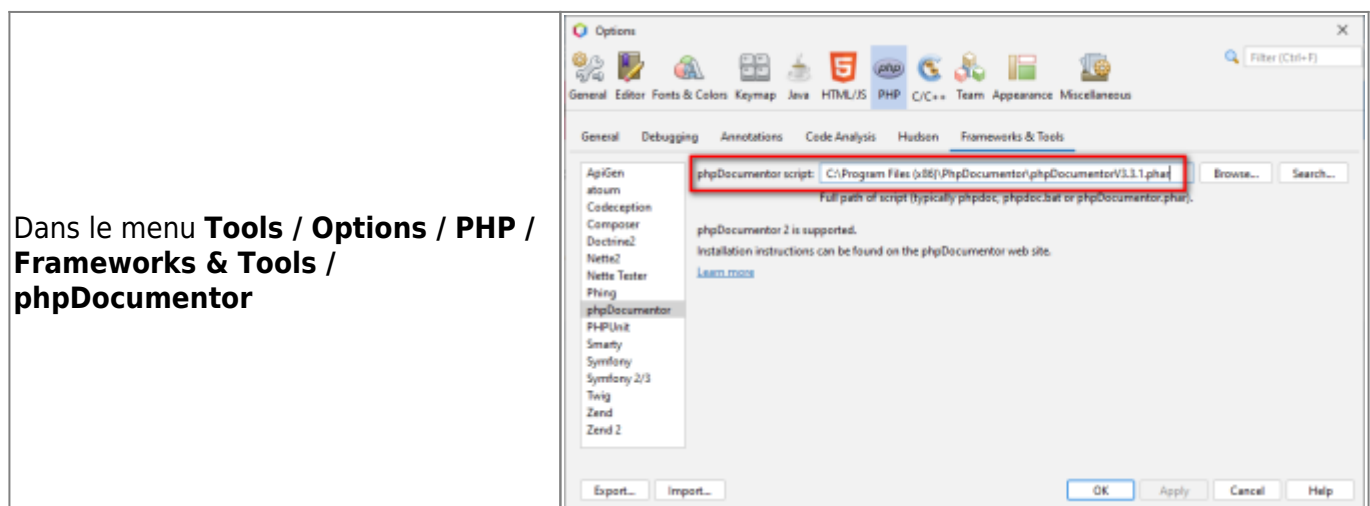 Dans le menu Tools / Options / PHP /
Frameworks & Tools /
phpDocumentor
Options
Filter (Ctrl+F)
General Editor Fonts & Colors Keymap Java HTML/JS PHP C/C++ Team Appearance Miscellaneous
General Debugging Annotations Code Analysis Hudson Frameworks & Tools
ApiGen
atoum
Codeception
Composer
Doctrine2
Nette2
Nette Tester
Phing
phpDocumentor
PHPUnit
Smarty
Symfony
Symfony 2/3
Twig
Zend
Zend 2
phpDocumentor script: C:\Program Files (x86)\PhpDocumentor\phpDocumentorV3.3.1.phar Browse... Search...
Full path of script (typically phpdoc, phpdoc.bat or phpDocumentor.phar).
phpDocumentor 2 is supported.
Installation instructions can be found on the phpDocumentor web site.
Learn more
Export... Import... OK Apply Cancel Help